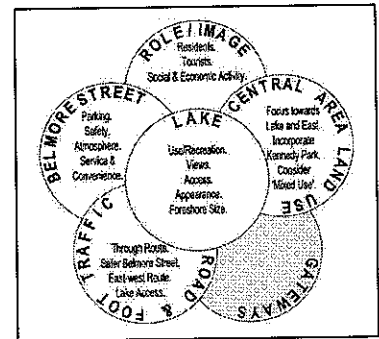 ROLE / IMAGE
Residents.
Tourists.
Social & Economic Activity.
BELMORE STREET
Parking.
Safety.
Atmosphere.
Service &
Convenience.
LAKE
Use/Recreation.
Views.
Access.
Appearance.
Foreshore Size.
CENTRAL AREA LAND USE
Focus towards
Lake and East.
Incorporate
Kennedy Park.
Consider
'Mixed Use'.
ROAD & FOOT TRAFFIC
Through Route.
Safer Belmore Street.
East-west Route.
Lake Access.
GATEWAYS